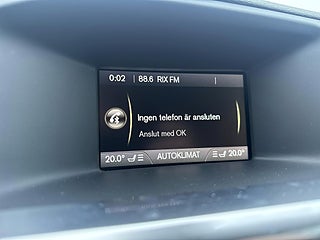 0:02 88.6 RIX FM
Ingen telefon är ansluten
Anslut med OK
20.0° AUTOKLIMAT 20.0°